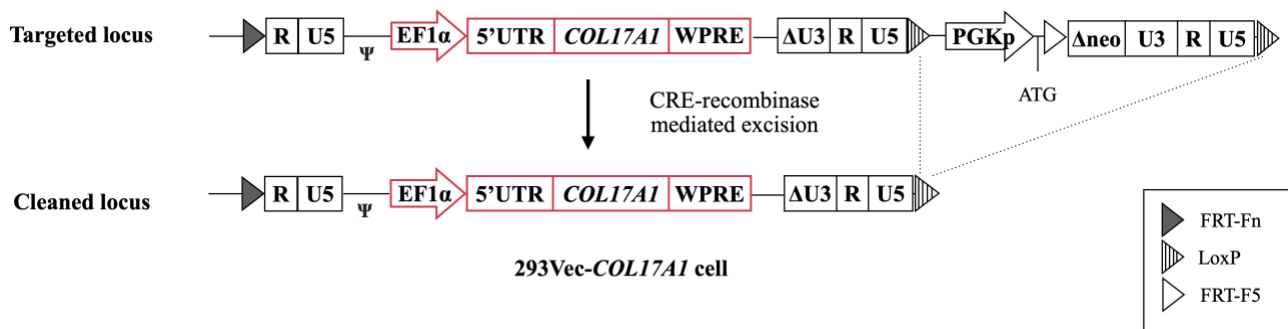 Targeted locus
R U5 Ψ EF1α 5'UTR COL17A1 WPRE ΔU3 R U5 PGKp ATG Δneo U3 R U5
CRE-recombinase
mediated excision
Cleaned locus
R U5 Ψ EF1α 5'UTR COL17A1 WPRE ΔU3 R U5
293Vec-COL17A1 cell
FRT-Fn
LoxP
FRT-F5